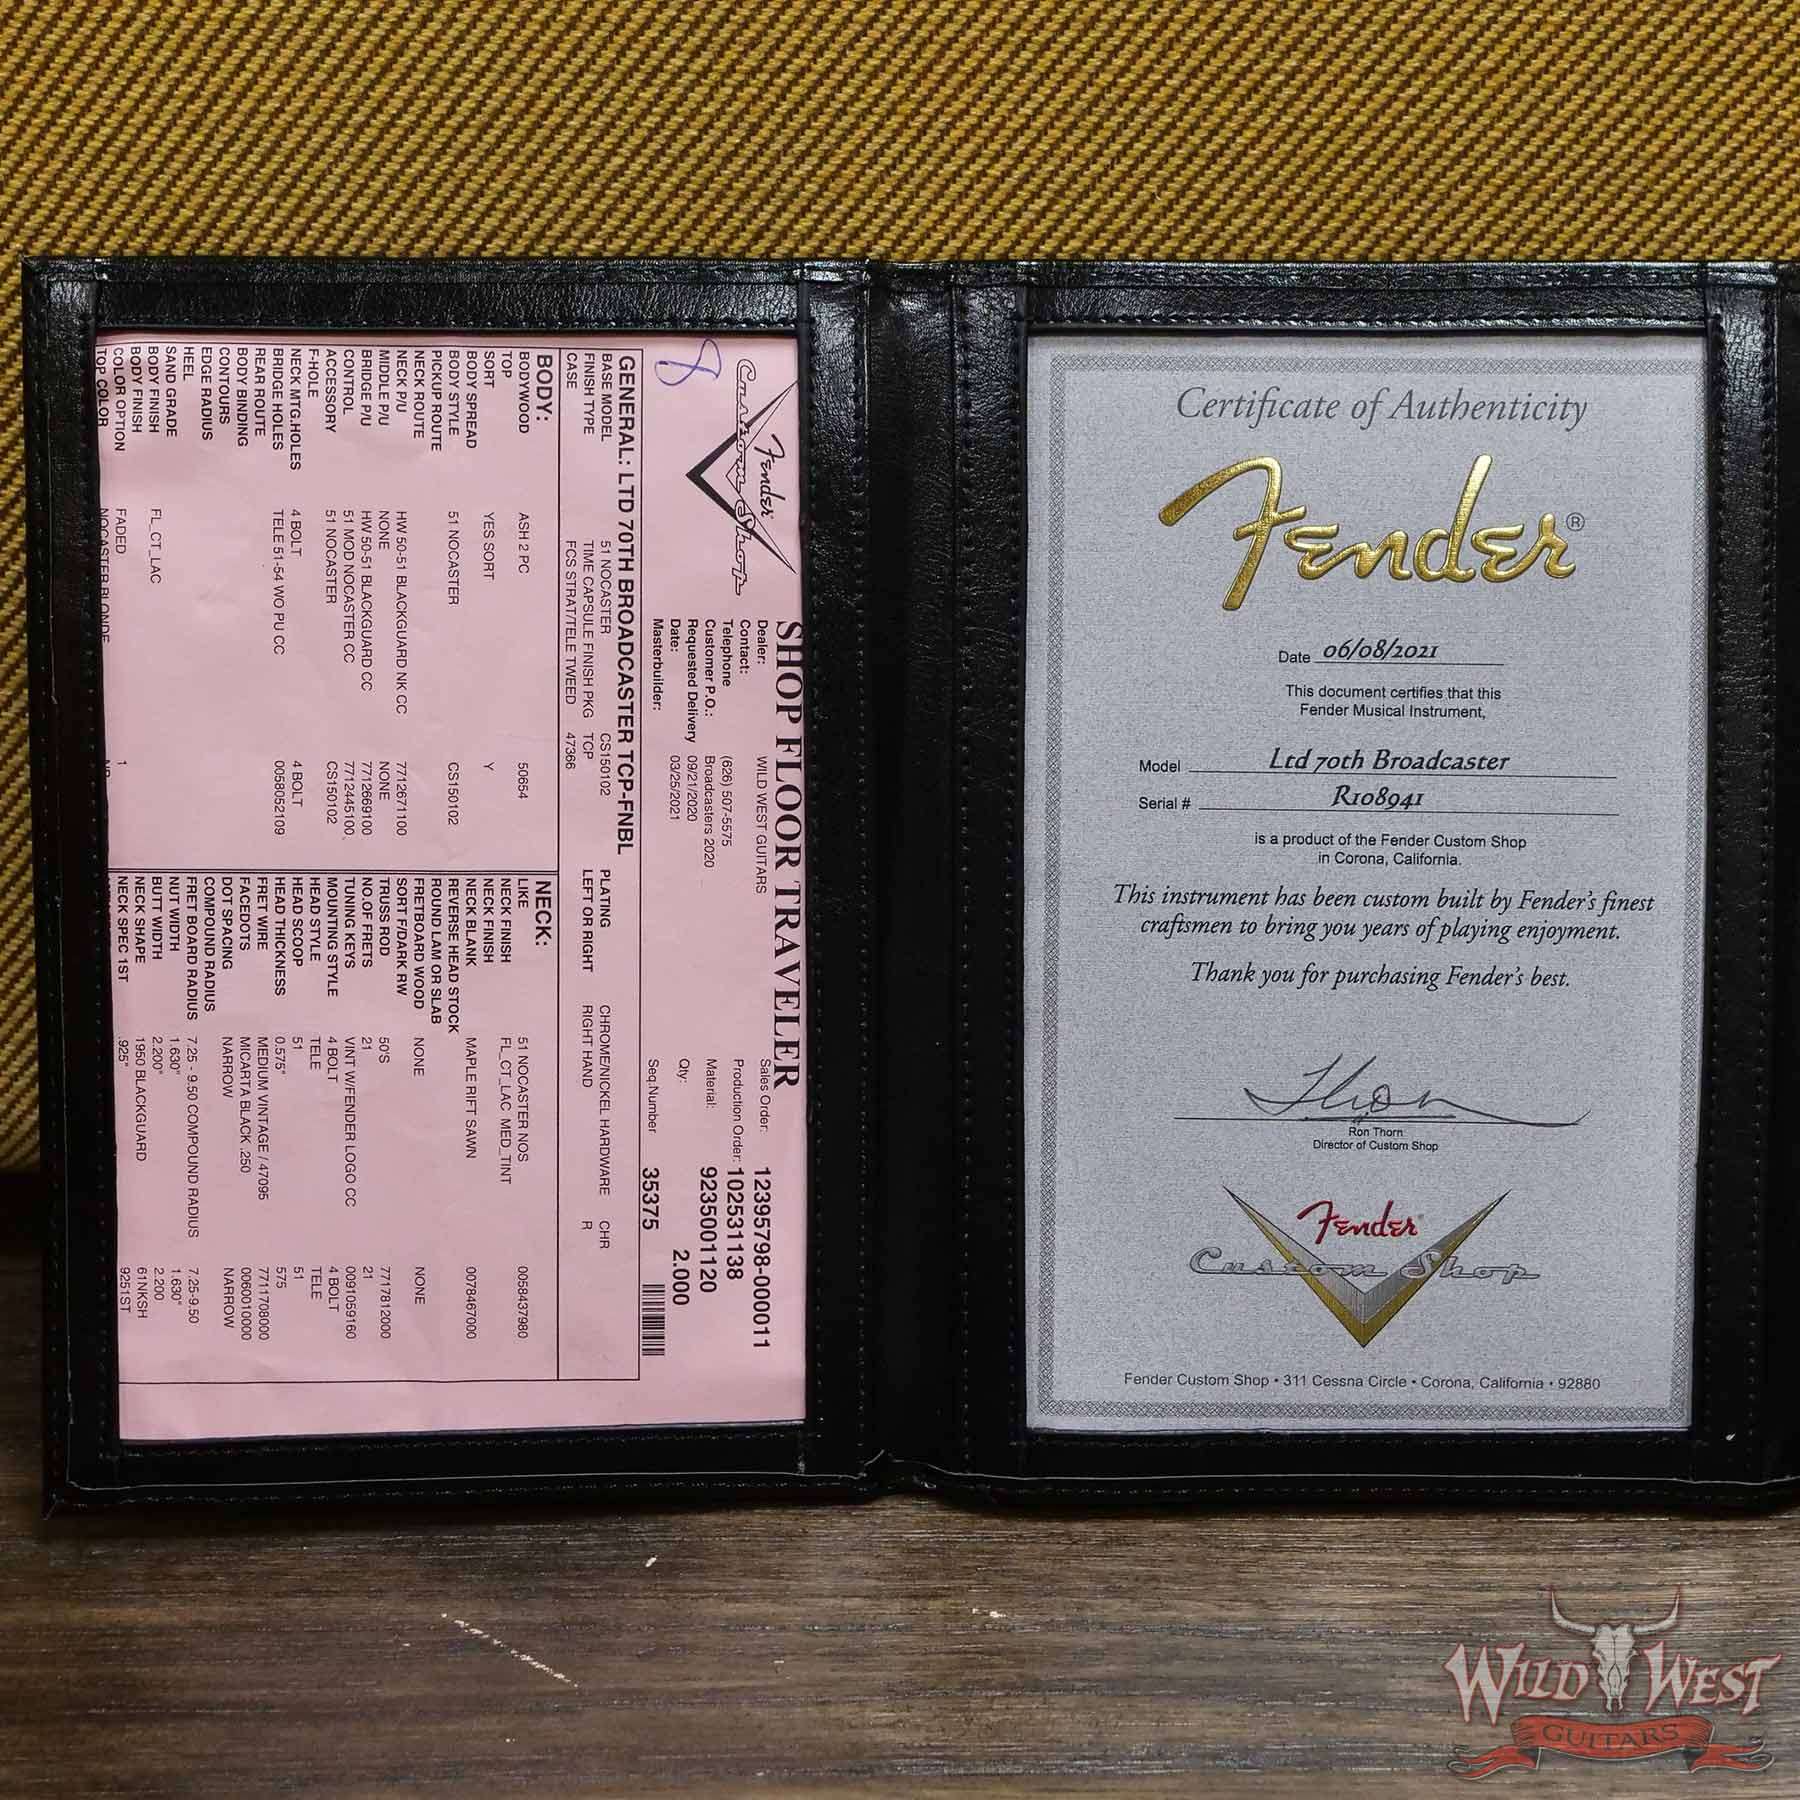 8
Fender
Custom Shop
SHOP FLOOR TRAVELER
Dealer: WILD WEST GUITARS
Contact:
Telephone (626) 507-5575
Customer P.O.: Broadcasters 2020
Requested Delivery 09/21/2020
Date: 03/25/2021
Masterbuilder:
Sales Order: 12395798-000011
Production Order: 102531138
Material: 9235001120
Qty: 2.000
Seq.Number 35375
GENERAL: LTD 70TH BROADCASTER TCP-FNBL
BASE MODEL 51 NOCASTER CS150102 PLATING CHROME/NICKEL HARDWARE CHR
FINISH TYPE TIME CAPSULE FINISH PKG TCP LEFT OR RIGHT RIGHT HAND R
CASE FCS STRAT/TELE TWEED 47366
BODY:
BODYWOOD ASH 2 PC 50654
TOP
SORT YES SORT Y
BODY SPREAD
BODY STYLE 51 NOCASTER CS150102
PICKUP ROUTE
NECK ROUTE
NECK P/U HW 50-51 BLACKGUARD NK CC 7712671100
MIDDLE P/U NONE NONE
BRIDGE P/U HW 50-51 BLACKGUARD CC 7712669100
CONTROL 51 MOD NOCASTER CC 7712445100
ACCESSORY 51 NOCASTER CS150102
F-HOLE
NECK MTG.HOLES 4 BOLT 4 BOLT
BRIDGE HOLES TELE 51-54 WO PU CC 0058052109
REAR ROUTE
BODY BINDING
CONTOURS
EDGE RADIUS
HEEL
SAND GRADE
BODY FINISH FL_CT_LAC
BODY FINISH
COLOR OPTION FADED 1
TOP COLOR NOCASTER BLONDE
NECK:
LIKE 51 NOCASTER NOS 0058437980
NECK FINISH FL_CT_LAC MED_TINT
NECK FINISH
NECK BLANK MAPLE RIFT SAWN 0078467000
REVERSE HEAD STOCK
ROUND LAM OR SLAB
FRETBOARD WOOD NONE NONE
SORT F/DARK RW
TRUSS ROD 50'S 7717812000
NO.OF FRETS 21 21
TUNING KEYS VINT W/FENDER LOGO CC 0091059160
MOUNTING STYLE 4 BOLT 4 BOLT
HEAD STYLE TELE TELE
HEAD SCOOP 51 51
HEAD THICKNESS 0.575" 575
FRET WIRE MEDIUM VINTAGE / 47095 7711708000
FACEDOTS MICARTA BLACK .250 0060010000
DOT SPACING NARROW NARROW
COMPOUND RADIUS
FRET BOARD RADIUS 7.25 - 9.50 COMPOUND RADIUS 7.25-9.50
NUT WIDTH 1.630" 1.630"
BUTT WIDTH 2.200" 2.200
NECK SHAPE 1950 BLACKGUARD 61NKSH
NECK SPEC 1ST .925" 9251ST
Certificate of Authenticity
Fender®
Date 06/08/2021
This document certifies that this
Fender Musical Instrument,
Model Ltd 70th Broadcaster
Serial # R108941
is a product of the Fender Custom Shop
in Corona, California.
This instrument has been custom built by Fender's finest
craftsmen to bring you years of playing enjoyment.
Thank you for purchasing Fender's best.
Ron Thorn
Director of Custom Shop
Fender
Custom Shop
Fender Custom Shop • 311 Cessna Circle • Corona, California • 92880
WILD WEST
GUITARS